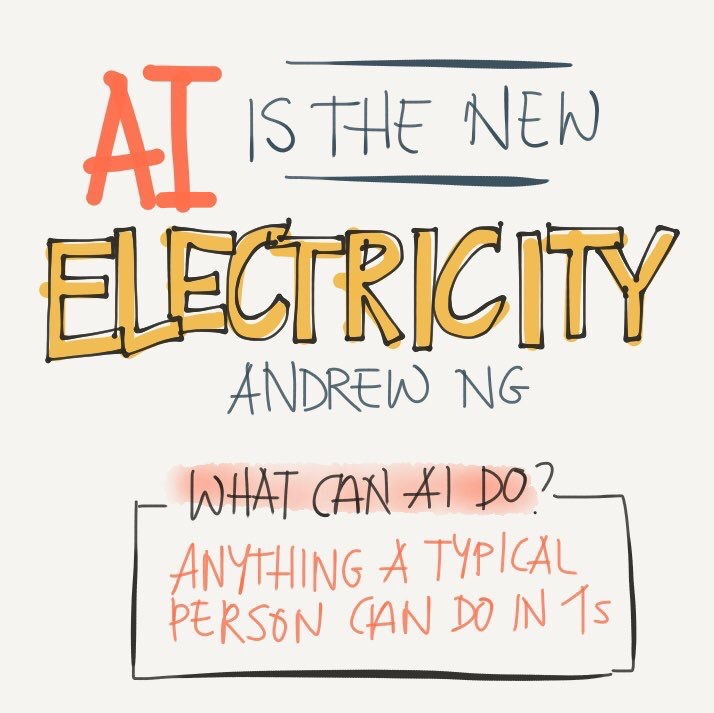 AI IS THE NEW
ELECTRICITY
ANDREW NG
WHAT CAN AI DO?
ANYTHING A TYPICAL
PERSON CAN DO IN 1s